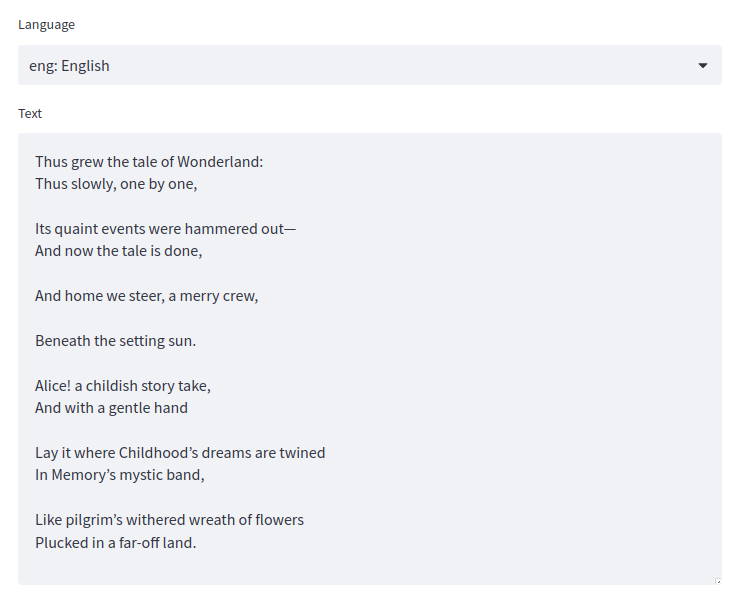 Language
eng: English
Text
Thus grew the tale of Wonderland:
Thus slowly, one by one,
Its quaint events were hammered out—
And now the tale is done,
And home we steer, a merry crew,
Beneath the setting sun.
Alice! a childish story take,
And with a gentle hand
Lay it where Childhood’s dreams are twined
In Memory’s mystic band,
Like pilgrim’s withered wreath of flowers
Plucked in a far-off land.